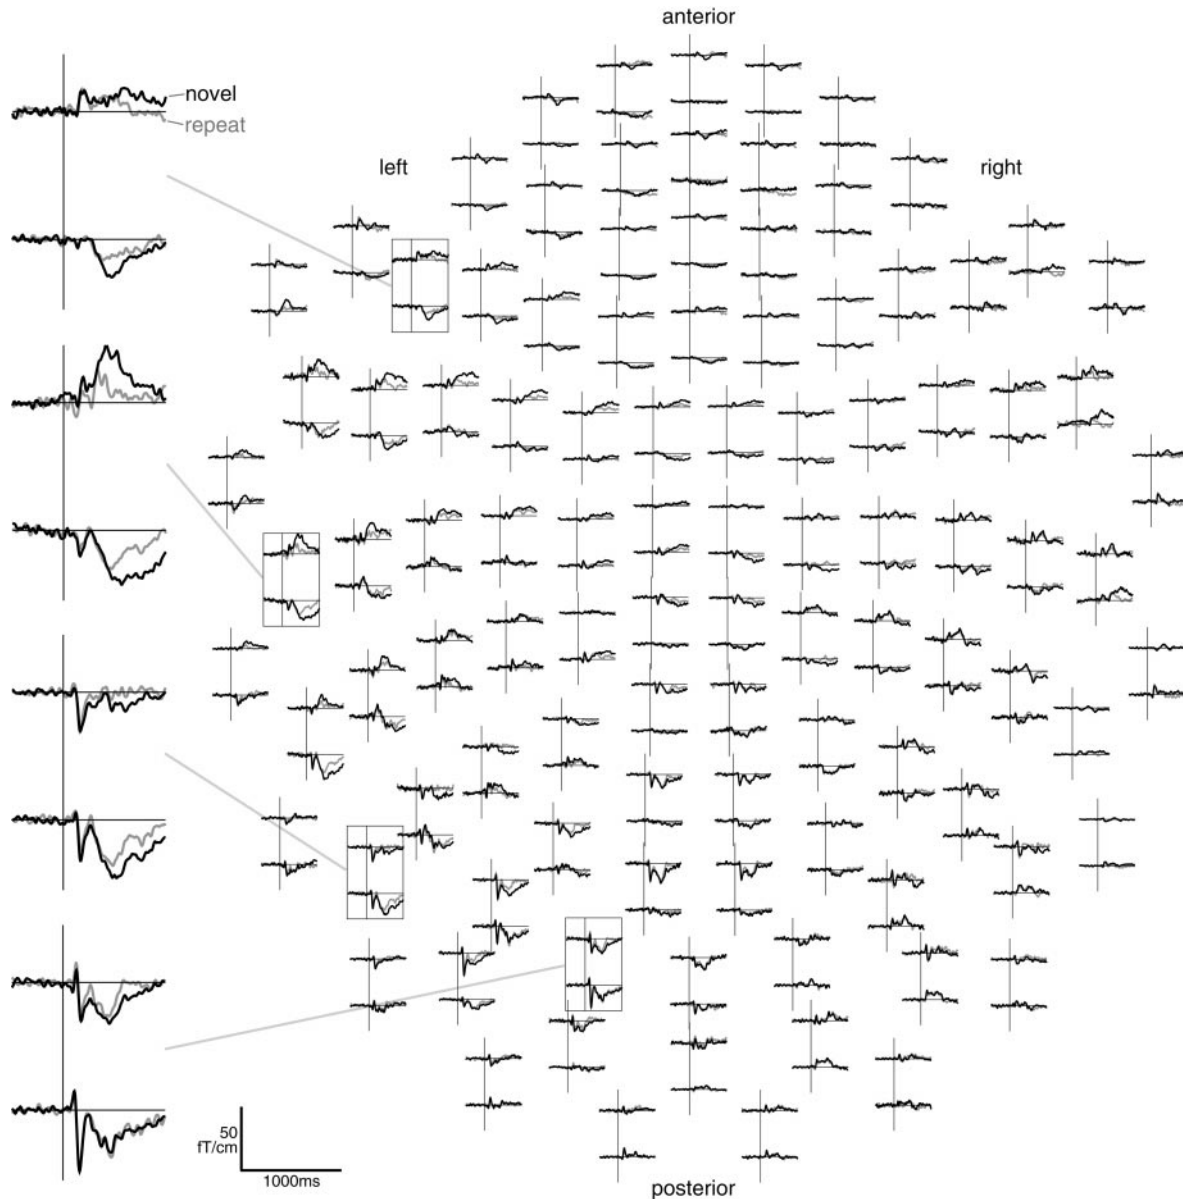 anterior
novel
repeat
left
right
50
fT/cm
1000ms
posterior